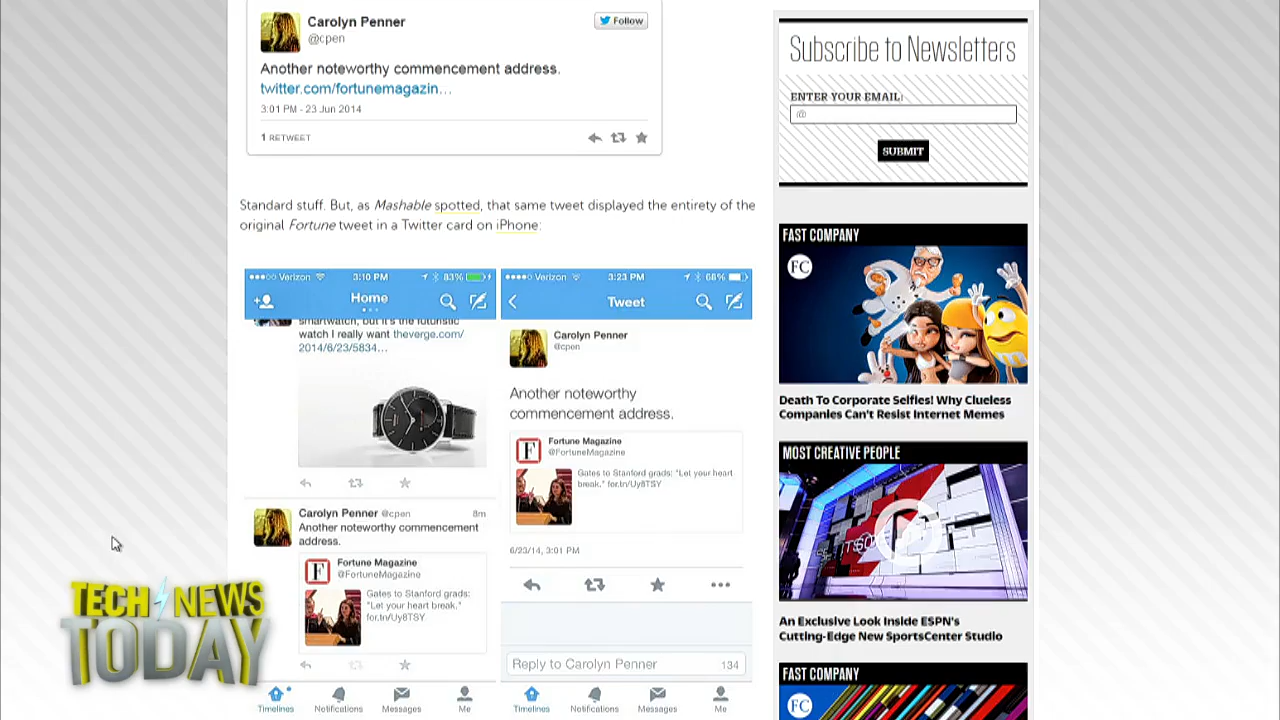 Carolyn Penner
@cpen
Follow
Another noteworthy commencement address.
twitter.com/fortunemagazin…
3:01 PM - 23 Jun 2014
1 RETWEET
Standard stuff. But, as Mashable spotted, that same tweet displayed the entirety of the
original Fortune tweet in a Twitter card on iPhone:
Verizon 3:10 PM 83%
Home
smartwatch, but it's the futuristic
watch I really want theverge.com/
2014/6/23/5834...
Carolyn Penner @cpen 8m
Another noteworthy commencement
address.
F
Fortune Magazine
@FortuneMagazine
Gates to Stanford grads:
"Let your heart break,"
for.tn/Uy8TSY
Timelines Notifications Messages Me
Verizon 3:23 PM 68%
Tweet
Carolyn Penner
@cpen
Another noteworthy
commencement address.
F
Fortune Magazine
@FortuneMagazine
Gates to Stanford grads: "Let your heart
break," for.tn/Uy8TSY
6/23/14, 3:01 PM
Reply to Carolyn Penner 134
Timelines Notifications Messages Me
Subscribe to Newsletters
ENTER YOUR EMAIL:
@
SUBMIT
FAST COMPANY
FC
Death To Corporate Selfies! Why Clueless
Companies Can't Resist Internet Memes
MOST CREATIVE PEOPLE
An Exclusive Look Inside ESPN's
Cutting-Edge New SportsCenter Studio
FAST COMPANY
FC
TECH NEWS
TODAY